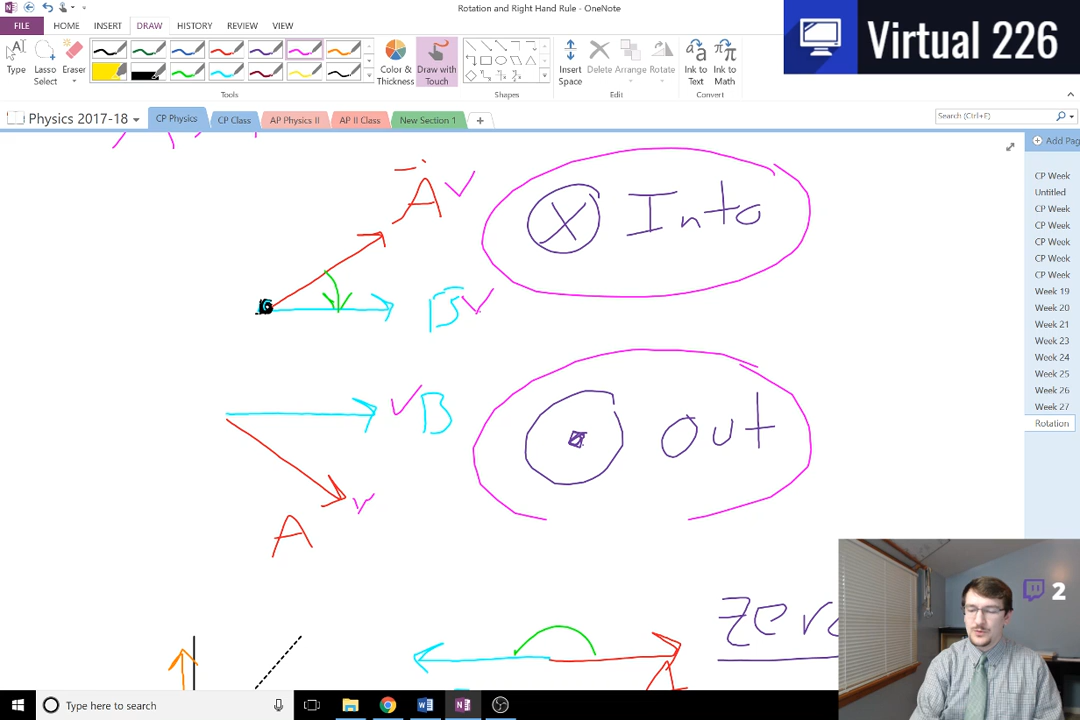 Rotation and Right Hand Rule - OneNote
FILE HOME INSERT DRAW HISTORY REVIEW VIEW
Virtual 226
Type Lasso Select Eraser Color & Thickness Draw with Touch Insert Space Delete Arrange Rotate Ink to Text Ink to Math
Tools Shapes Edit Convert
Physics 2017-18 CP Physics CP Class AP Physics II AP II Class New Section 1 Search (Ctrl+E)
Add Pag
CP Week
Untitled
CP Week
CP Week
CP Week
CP Week
CP Week
Week 19
Week 20
Week 21
Week 23
Week 24
Week 25
Week 26
Week 27
Rotation
A
X Into
B
B
Out
A
2
zero
Type here to search